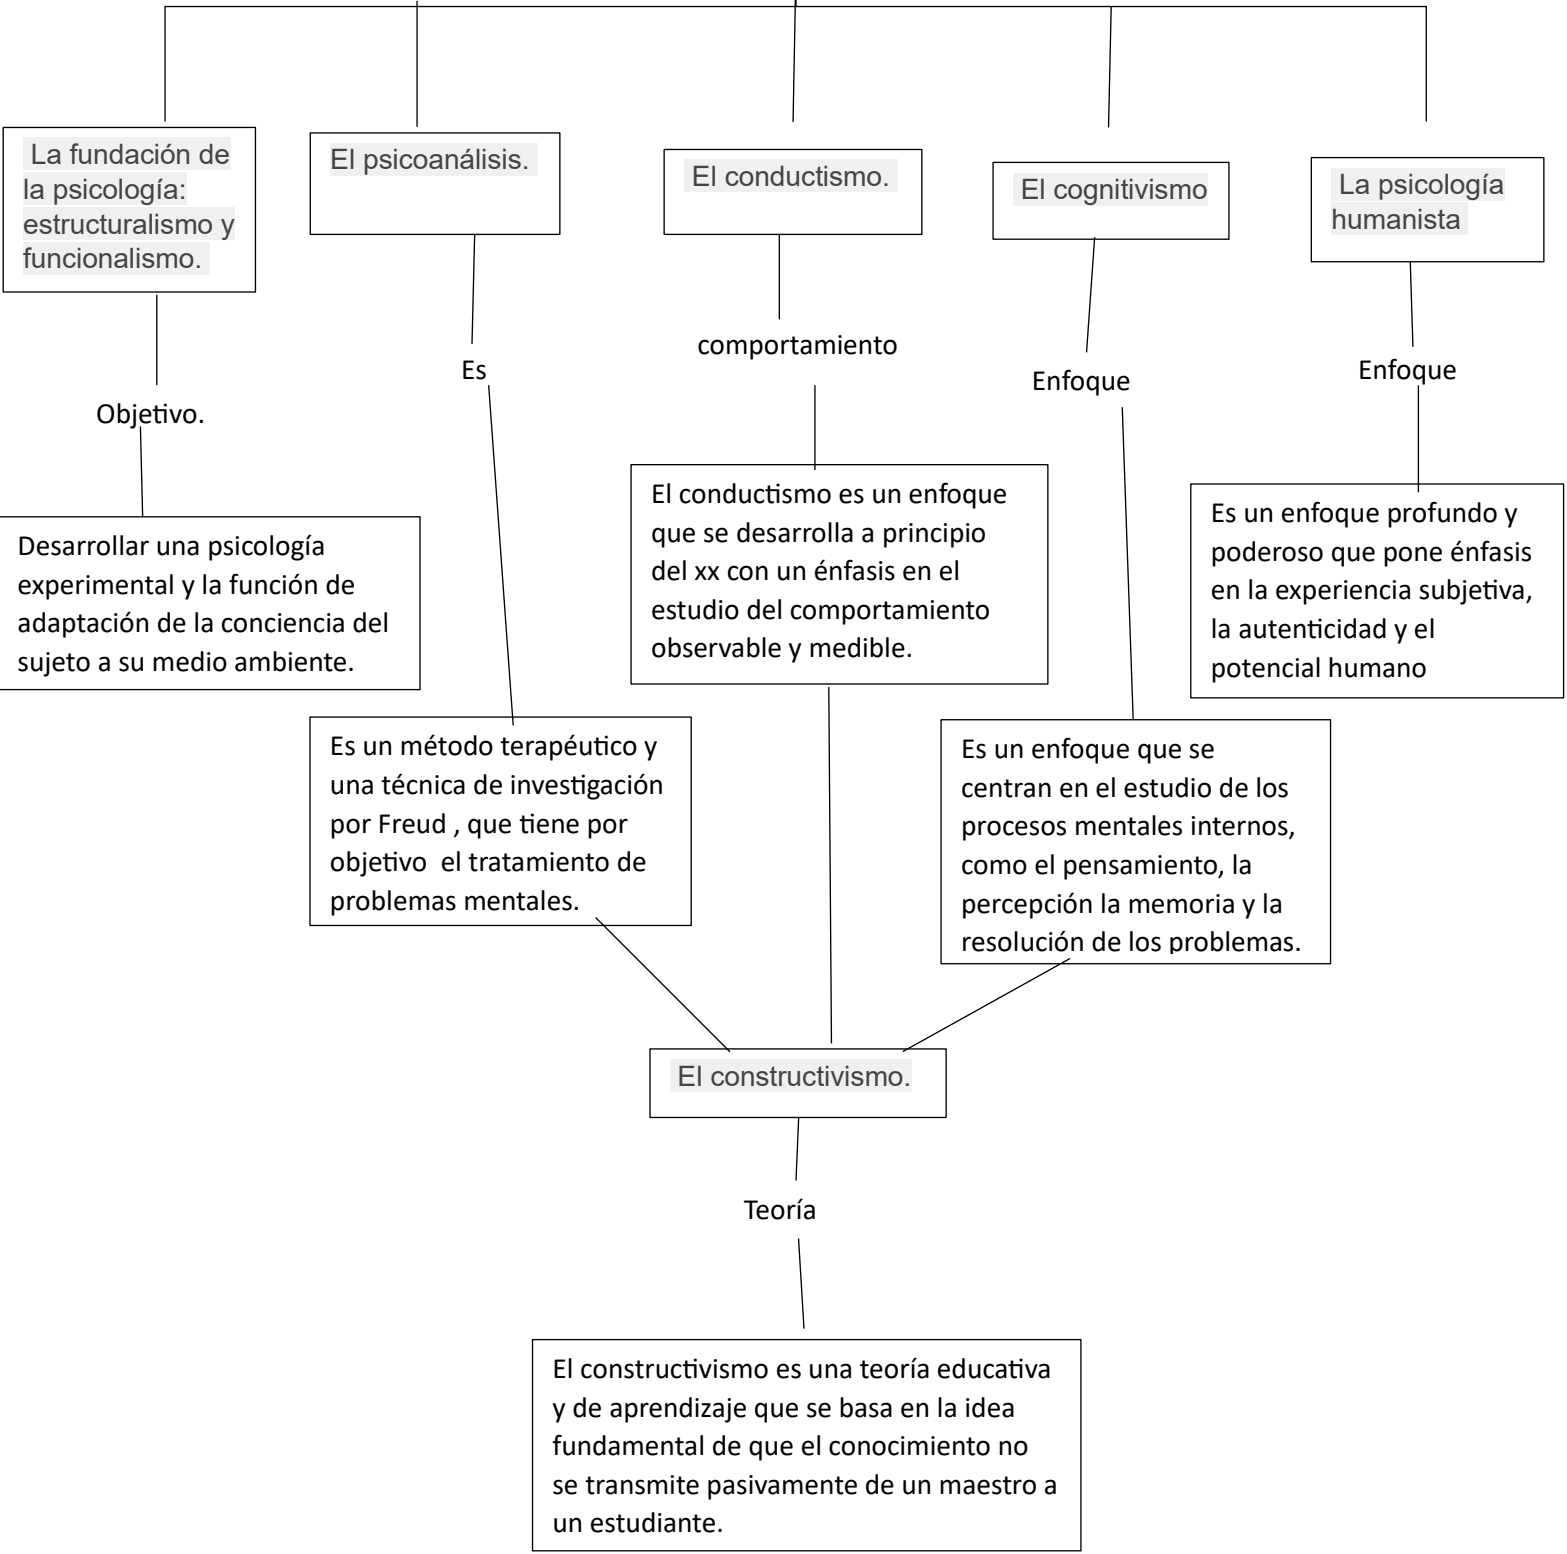 La fundación de
la psicología:
estructuralismo y
funcionalismo.
El psicoanálisis.
El conductismo.
El cognitivismo
La psicología
humanista
Objetivo.
Es
comportamiento
Enfoque
Enfoque
Desarrollar una psicología
experimental y la función de
adaptación de la conciencia del
sujeto a su medio ambiente.
Es un método terapéutico y
una técnica de investigación
por Freud , que tiene por
objetivo  el tratamiento de
problemas mentales.
El conductismo es un enfoque
que se desarrolla a principio
del xx con un énfasis en el
estudio del comportamiento
observable y medible.
Es un enfoque que se
centran en el estudio de los
procesos mentales internos,
como el pensamiento, la
percepción la memoria y la
resolución de los problemas.
Es un enfoque profundo y
poderoso que pone énfasis
en la experiencia subjetiva,
la autenticidad y el
potencial humano
El constructivismo.
Teoría
El constructivismo es una teoría educativa
y de aprendizaje que se basa en la idea
fundamental de que el conocimiento no
se transmite pasivamente de un maestro a
un estudiante.